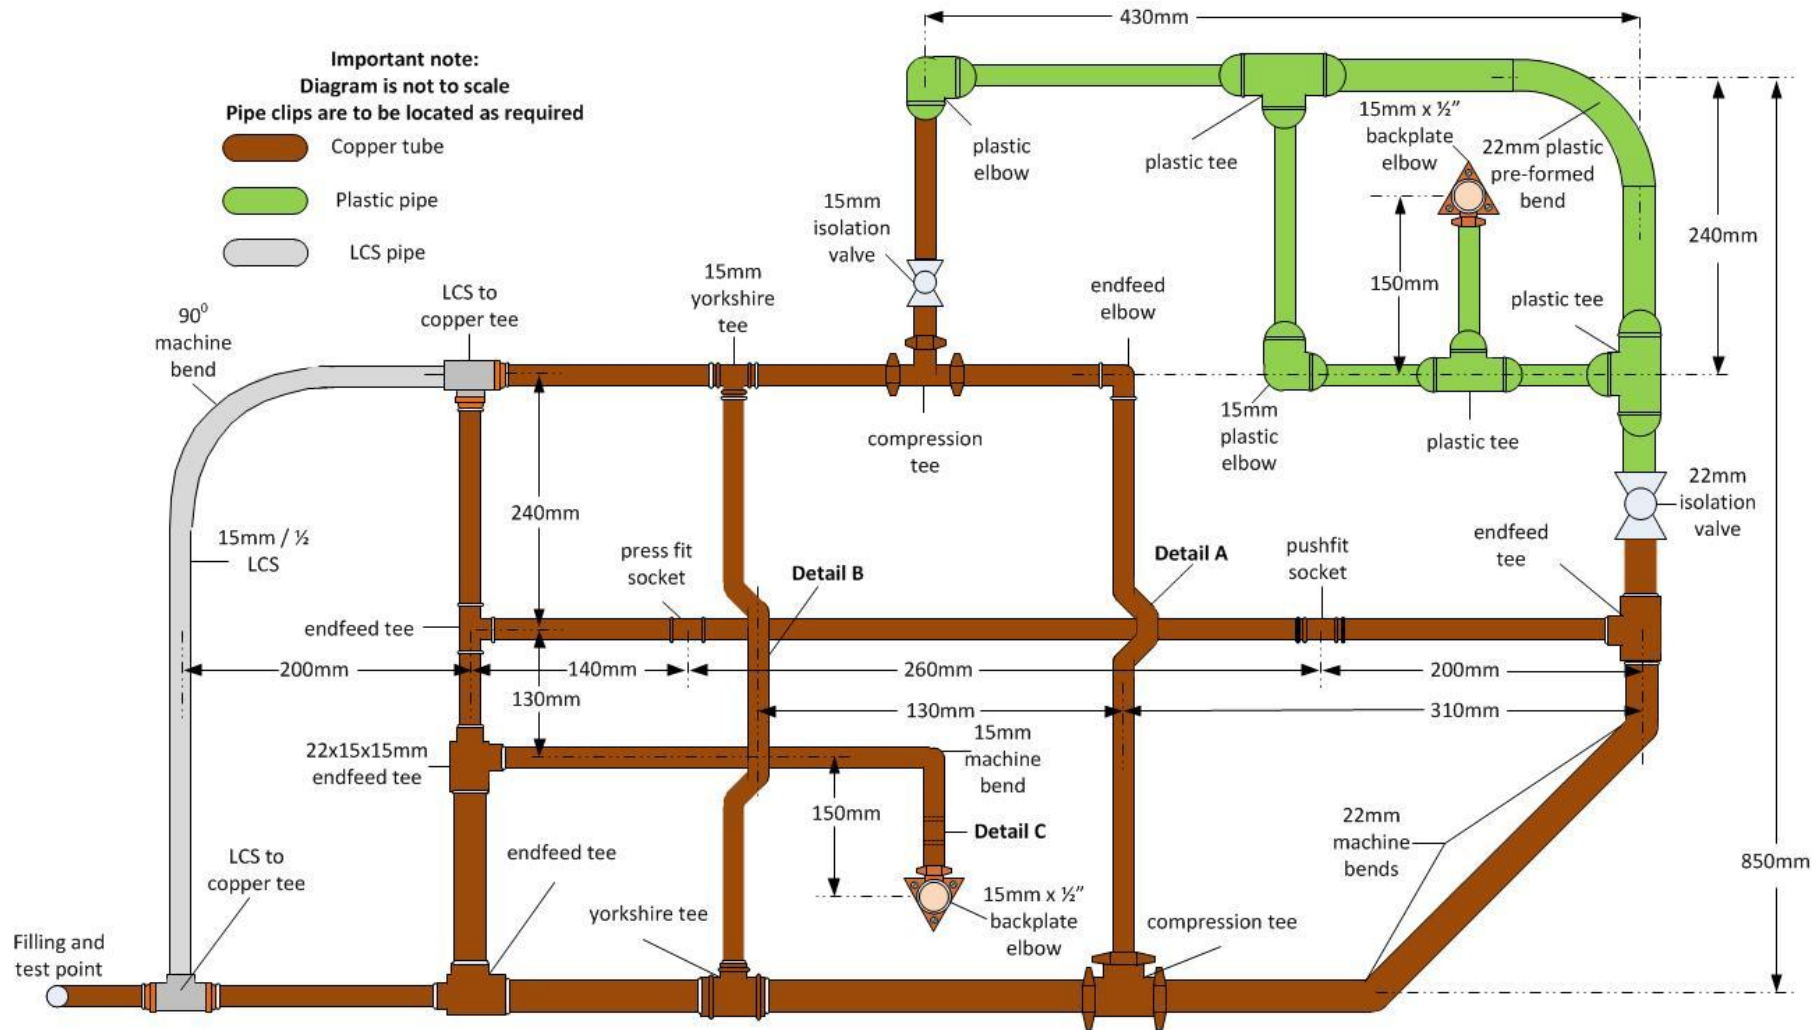 430mm
Important note:
Diagram is not to scale
Pipe clips are to be located as required
Copper tube
Plastic pipe
LCS pipe
plastic
elbow
plastic tee
15mm x ½”
backplate
elbow
22mm plastic
pre-formed
bend
15mm
isolation
valve
240mm
150mm
plastic tee
LCS to
copper tee
15mm
yorkshire
tee
endfeed
elbow
90⁰
machine
bend
compression
tee
15mm
plastic
elbow
plastic tee
22mm
isolation
valve
15mm / ½
LCS
240mm
press fit
socket
Detail B
Detail A
pushfit
socket
endfeed
tee
endfeed tee
200mm
140mm
260mm
200mm
130mm
130mm
310mm
22x15x15mm
endfeed tee
15mm
machine
bend
150mm
Detail C
22mm
machine
bends
850mm
LCS to
copper tee
endfeed tee
yorkshire tee
15mm x ½”
backplate
elbow
compression tee
Filling and
test point